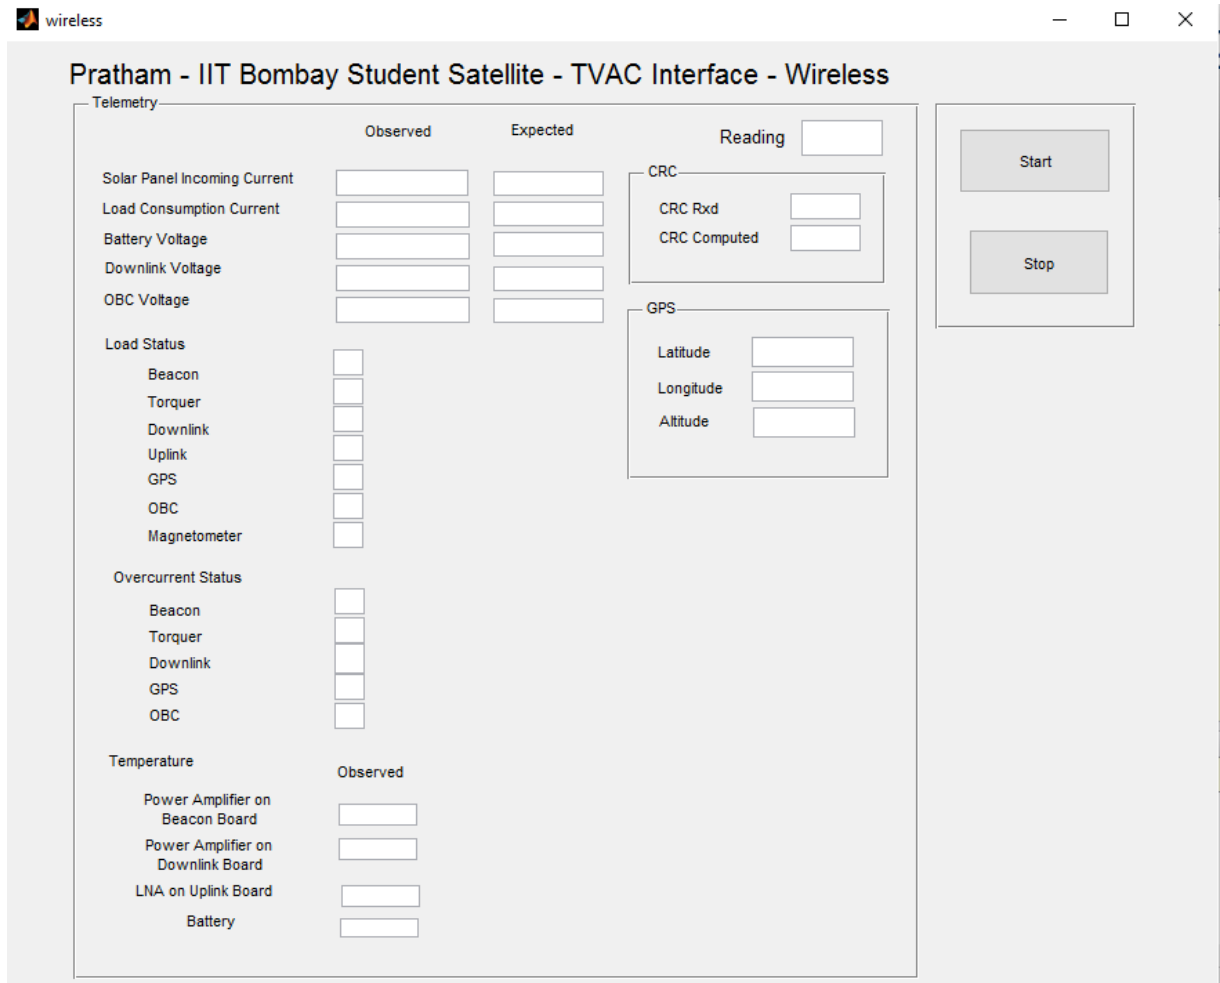 wireless
Pratham - IIT Bombay Student Satellite - TVAC Interface - Wireless
Telemetry
Observed
Expected
Solar Panel Incoming Current
Load Consumption Current
Battery Voltage
Downlink Voltage
OBC Voltage
Load Status
Beacon
Torquer
Downlink
Uplink
GPS
OBC
Magnetometer
Overcurrent Status
Beacon
Torquer
Downlink
GPS
OBC
Temperature
Observed
Power Amplifier on
Beacon Board
Power Amplifier on
Downlink Board
LNA on Uplink Board
Battery
Reading
CRC
CRC Rxd
CRC Computed
GPS
Latitude
Longitude
Altitude
Start
Stop